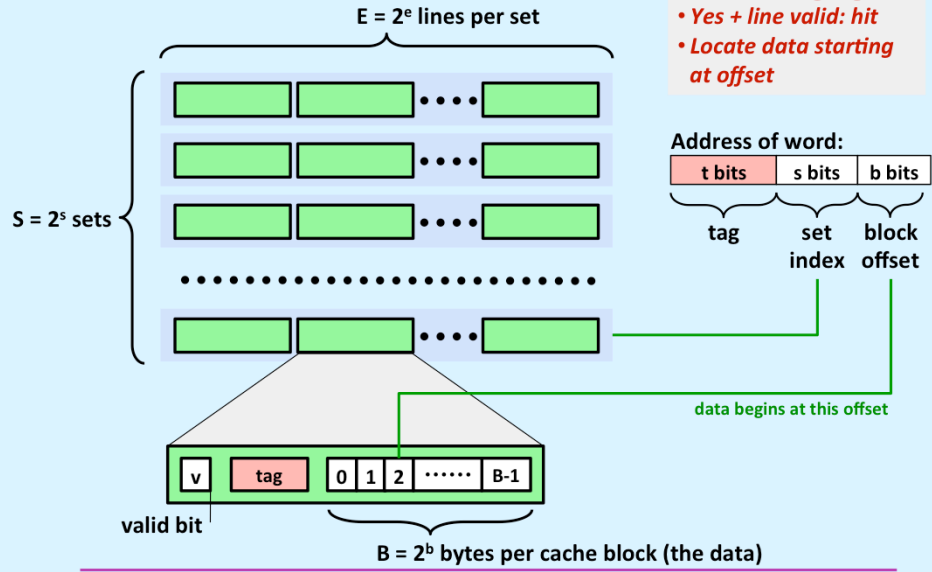 E = 2ᵉ lines per set
• Yes + line valid: hit
• Locate data starting
at offset
Address of word:
t bits s bits b bits
tag set index block offset
S = 2ˢ sets
data begins at this offset
v tag 0 1 2 ······ B-1
valid bit
B = 2ᵇ bytes per cache block (the data)